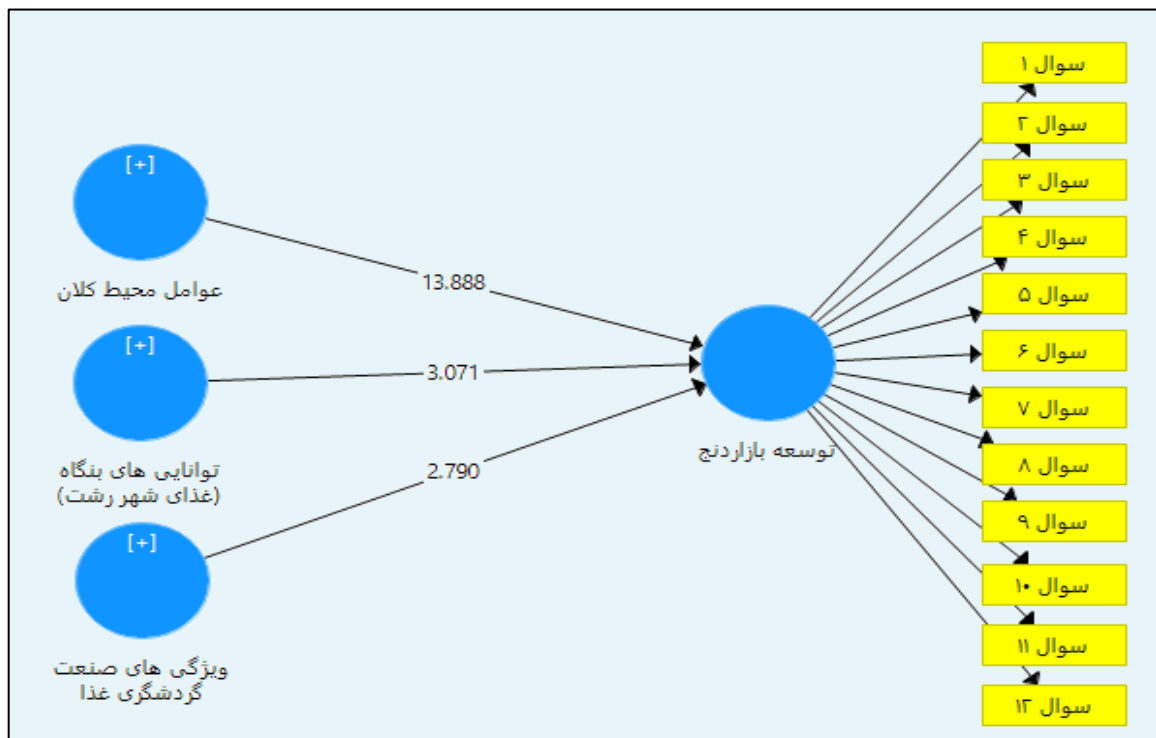 [+]
عوامل محیط کلان
[+]
توانایی های بنگاه
(غذای شهر رشت)
[+]
ویژگی های صنعت
گردشگری غذا
13.888
3.071
2.790
توسعه بازاردنج
سوال ۱
سوال ۲
سوال ۳
سوال ۴
سوال ۵
سوال ۶
سوال ۷
سوال ۸
سوال ۹
سوال ۱۰
سوال ۱۱
سوال ۱۲